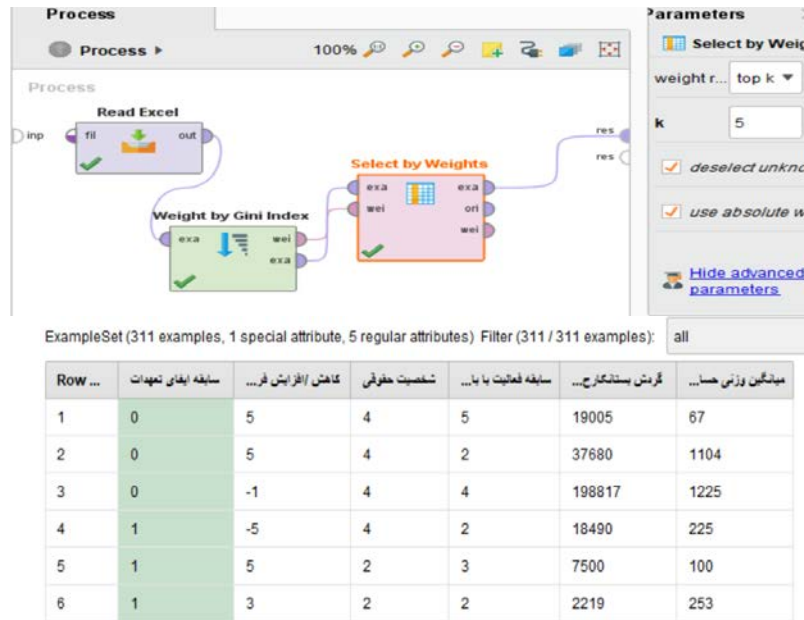 Process
Parameters
Process
100%
Select by Weig
Process
weight r... top k
Read Excel
inp fil out res
k 5
res
Select by Weights
deselect unkno
exa exa
wei ori
Weight by Gini Index
use absolute w
exa wei wei
exa
Hide advanced
parameters
ExampleSet (311 examples, 1 special attribute, 5 regular attributes) Filter (311 / 311 examples): all
Row ... سابقه ایفای تعهدات کاهش /افزایش فر... شخصیت حقوقی سابقه فعالیت با با... گردش بستانکارح... میانگین وزنی حسا...
1 0 5 4 5 19005 67
2 0 5 4 2 37680 1104
3 0 -1 4 4 198817 1225
4 1 -5 4 2 18490 225
5 1 5 2 3 7500 100
6 1 3 2 2 2219 253